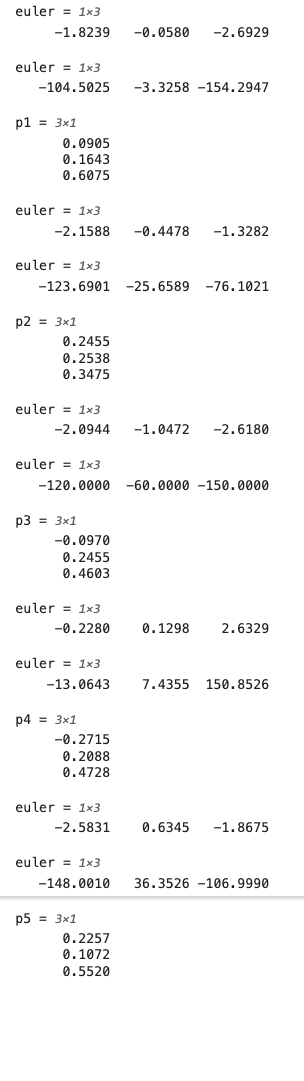 euler = 1×3
-1.8239 -0.0580 -2.6929
euler = 1×3
-104.5025 -3.3258 -154.2947
p1 = 3×1
0.0905
0.1643
0.6075
euler = 1×3
-2.1588 -0.4478 -1.3282
euler = 1×3
-123.6901 -25.6589 -76.1021
p2 = 3×1
0.2455
0.2538
0.3475
euler = 1×3
-2.0944 -1.0472 -2.6180
euler = 1×3
-120.0000 -60.0000 -150.0000
p3 = 3×1
-0.0970
0.2455
0.4603
euler = 1×3
-0.2280 0.1298 2.6329
euler = 1×3
-13.0643 7.4355 150.8526
p4 = 3×1
-0.2715
0.2088
0.4728
euler = 1×3
-2.5831 0.6345 -1.8675
euler = 1×3
-148.0010 36.3526 -106.9990
p5 = 3×1
0.2257
0.1072
0.5520